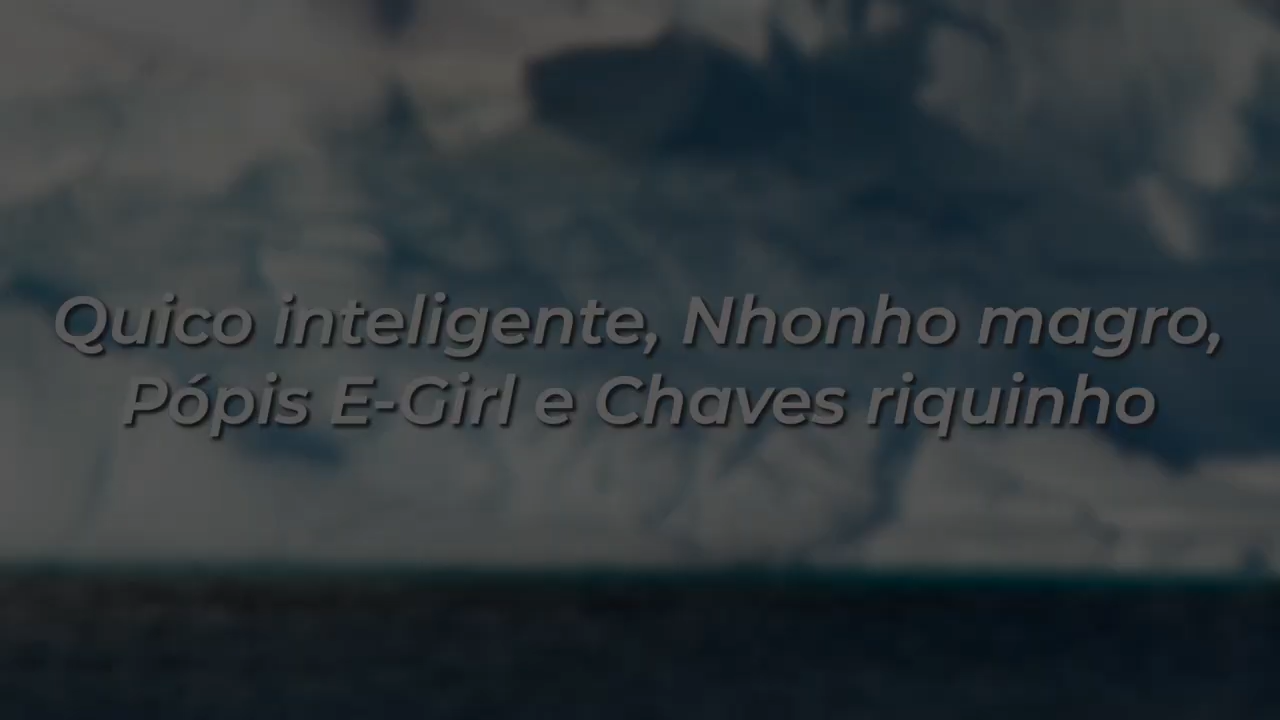 Quico inteligente, Nhonho magro,
Pópis E-Girl e Chaves riquinho